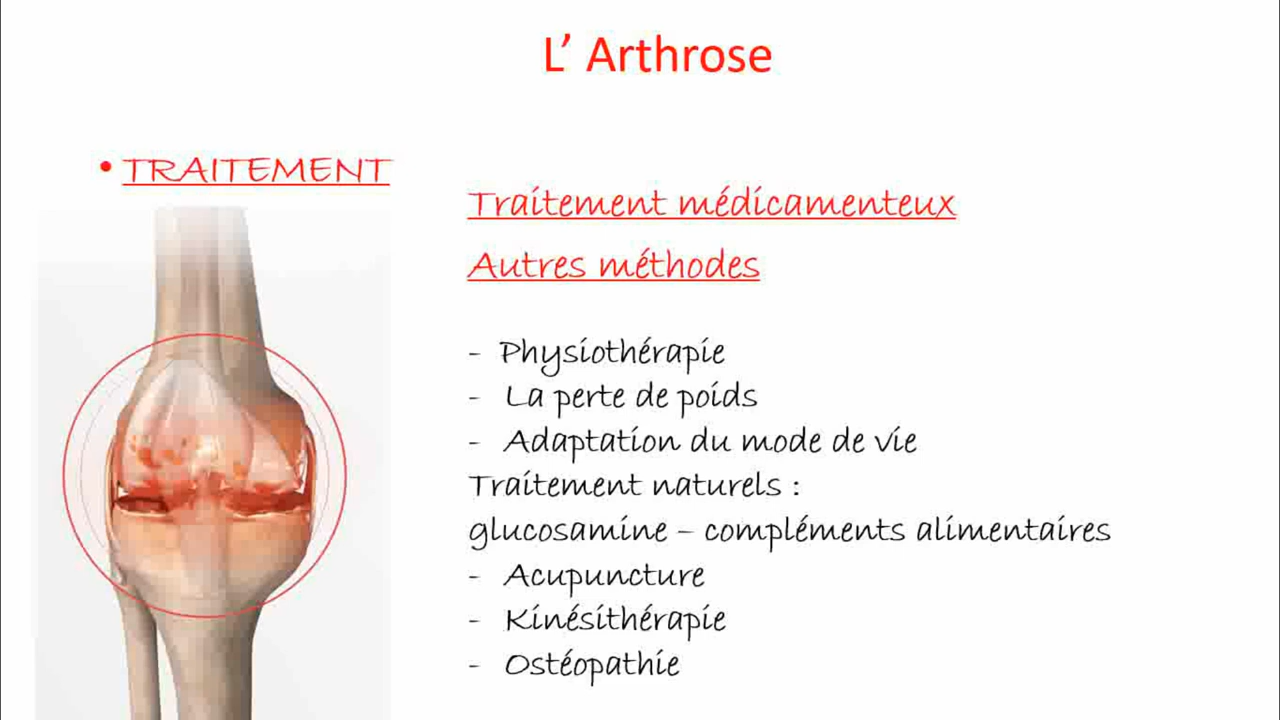 L’ Arthrose
• TRAITEMENT
Traitement médicamenteux
Autres méthodes
- Physiothérapie
- La perte de poids
- Adaptation du mode de vie
Traitement naturels :
glucosamine – compléments alimentaires
- Acupuncture
- Kinésithérapie
- Ostéopathie